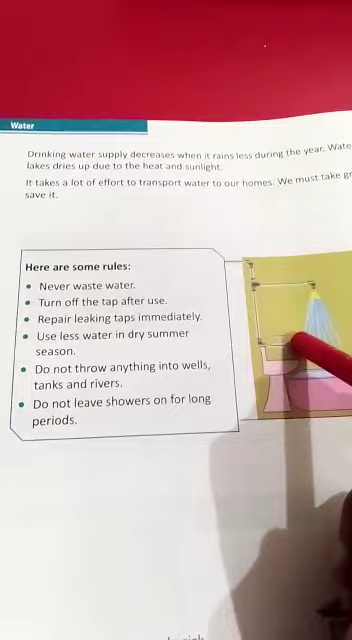 Water
Drinking water supply decreases when it rains less during the year.
lakes dries up due to the heat and sunlight.
It takes a lot of effort to transport water to our homes. We must take
save it.
Here are some rules:
• Never waste water.
• Turn off the tap after use.
• Repair leaking taps immediately.
• Use less water in dry summer
season.
• Do not throw anything into wells,
tanks and rivers.
• Do not leave showers on for long
periods.